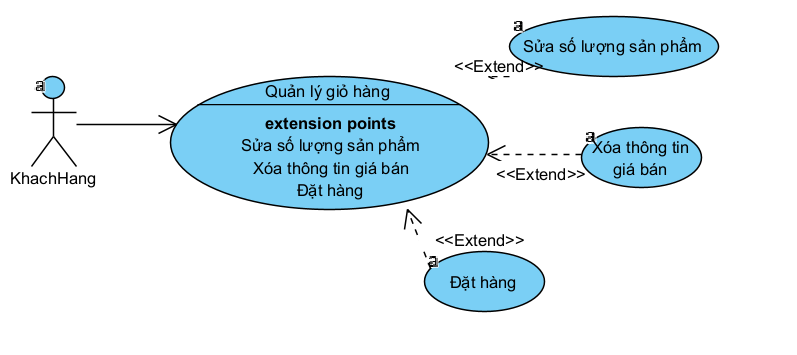 a
Sửa số lượng sản phẩm
<<Extend>>
a
KhachHang
Quản lý giỏ hàng
extension points
Sửa số lượng sản phẩm
Xóa thông tin giá bán
Đặt hàng
a
Xóa thông tin
giá bán
<<Extend>>
<<Extend>>
a
Đặt hàng